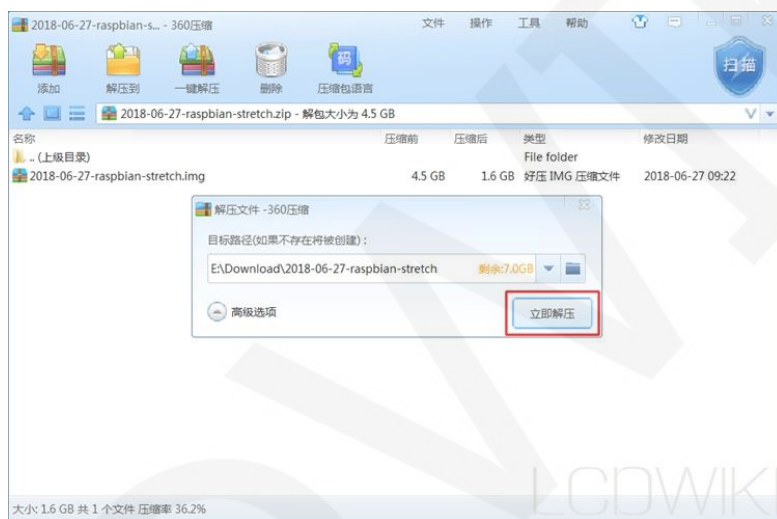 2018-06-27-raspbian-s... - 360压缩
文件 操作 工具 帮助
添加 解压到 一键解压 删除 压缩包语言
码
扫描
2018-06-27-raspbian-stretch.zip - 解包大小为 4.5 GB
名称 压缩前 压缩后 类型 修改日期
.. (上级目录) File folder
2018-06-27-raspbian-stretch.img 4.5 GB 1.6 GB 好压 IMG 压缩文件 2018-06-27 09:22
解压文件 -360压缩
目标路径(如果不存在将被创建):
E:\Download\2018-06-27-raspbian-stretch 剩余:7.0GB
高级选项
立即解压
LCDWIKI
大小: 1.6 GB 共 1 个文件 压缩率 36.2%